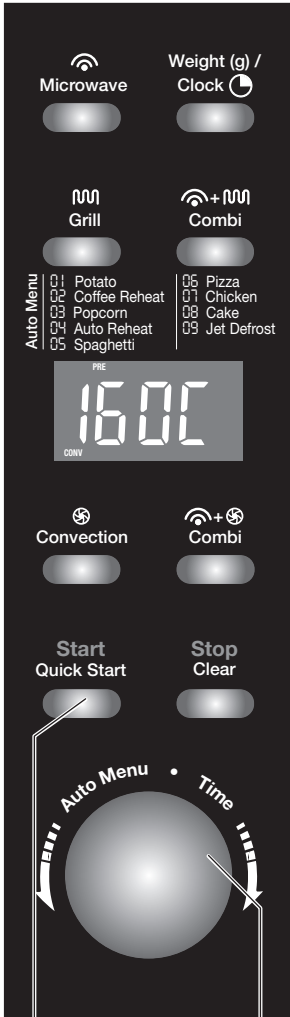 Microwave
Weight (g) /
Clock
Grill
+
Combi
Auto Menu
01 Potato
02 Coffee Reheat
03 Popcorn
04 Auto Reheat
05 Spaghetti
06 Pizza
07 Chicken
08 Cake
09 Jet Defrost
PRE
160C
CONV
Convection
+
Combi
Start
Quick Start
Stop
Clear
Auto Menu • Time